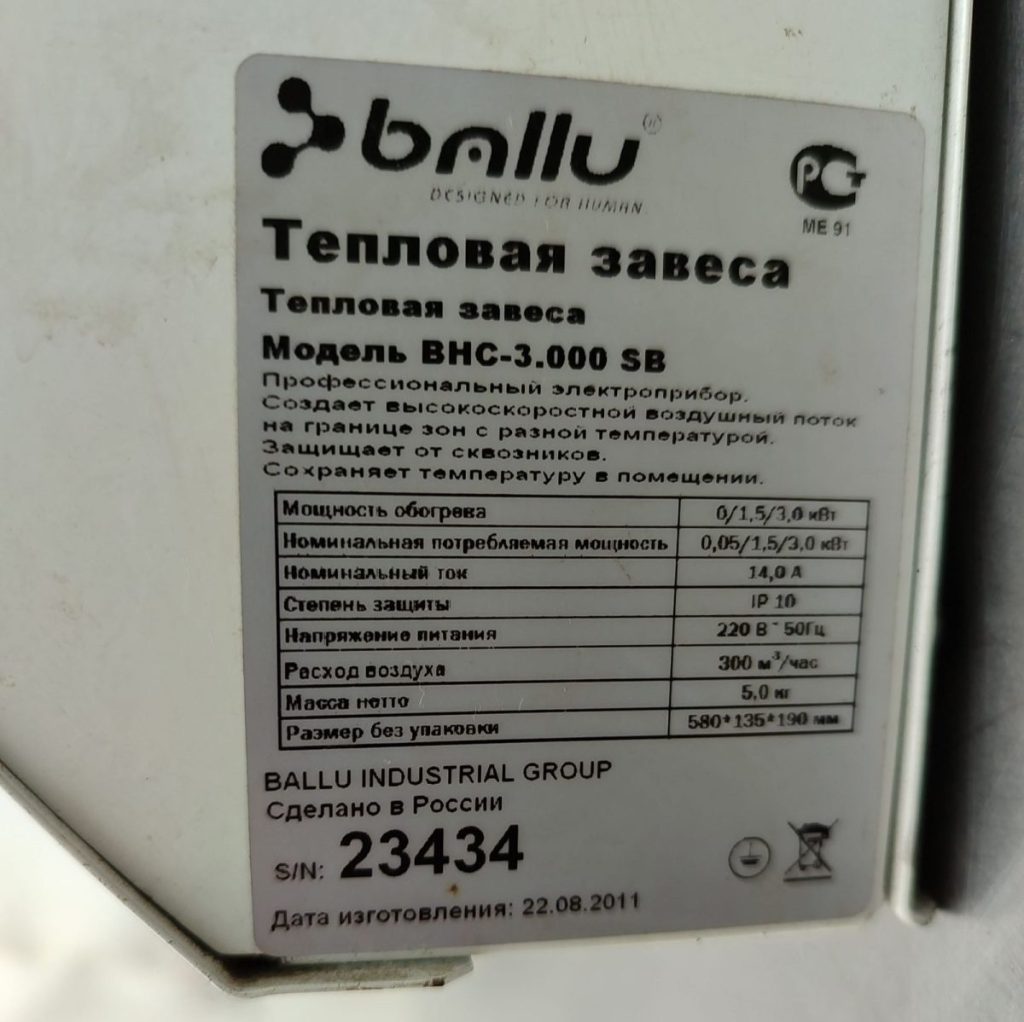 ballu®
DESIGNED FOR HUMAN
РСТ
ME 91
Тепловая завеса
Тепловая завеса
Модель BHC-3.000 SB
Профессиональный электроприбор.
Создает высокоскоростной воздушный поток
на границе зон с разной температурой.
Защищает от сквозников.
Сохраняет температуру в помещении.
Мощность обогрева 0/1,5/3,0 кВт
Номинальная потребляемая мощность 0,05/1,5/3,0 кВт
Номинальный ток 14,0 А
Степень защиты IP 10
Напряжение питания 220 В ~ 50Гц
Расход воздуха 300 м³/час
Масса нетто 5,0 кг
Размер без упаковки 580*135*190 мм
BALLU INDUSTRIAL GROUP
Сделано в России
S/N: 23434
Дата изготовления: 22.08.2011